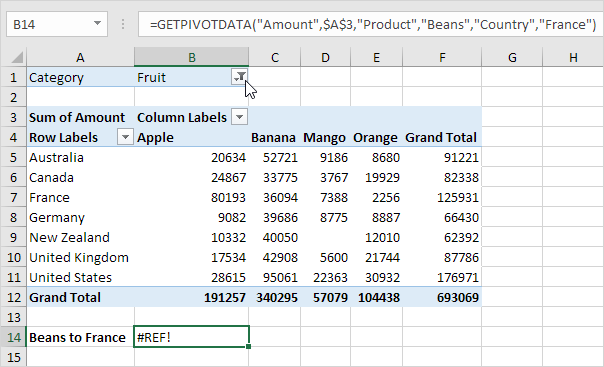 B14 =GETPIVOTDATA("Amount",$A$3,"Product","Beans","Country","France")
A B C D E F G H
1 Category Fruit
2
3 Sum of Amount Column Labels
4 Row Labels Apple Banana Mango Orange Grand Total
5 Australia 20634 52721 9186 8680 91221
6 Canada 24867 33775 3767 19929 82338
7 France 80193 36094 7388 2256 125931
8 Germany 9082 39686 8775 8887 66430
9 New Zealand 10332 40050 12010 62392
10 United Kingdom 17534 42908 5600 21744 87786
11 United States 28615 95061 22363 30932 176971
12 Grand Total 191257 340295 57079 104438 693069
13
14 Beans to France #REF!
15